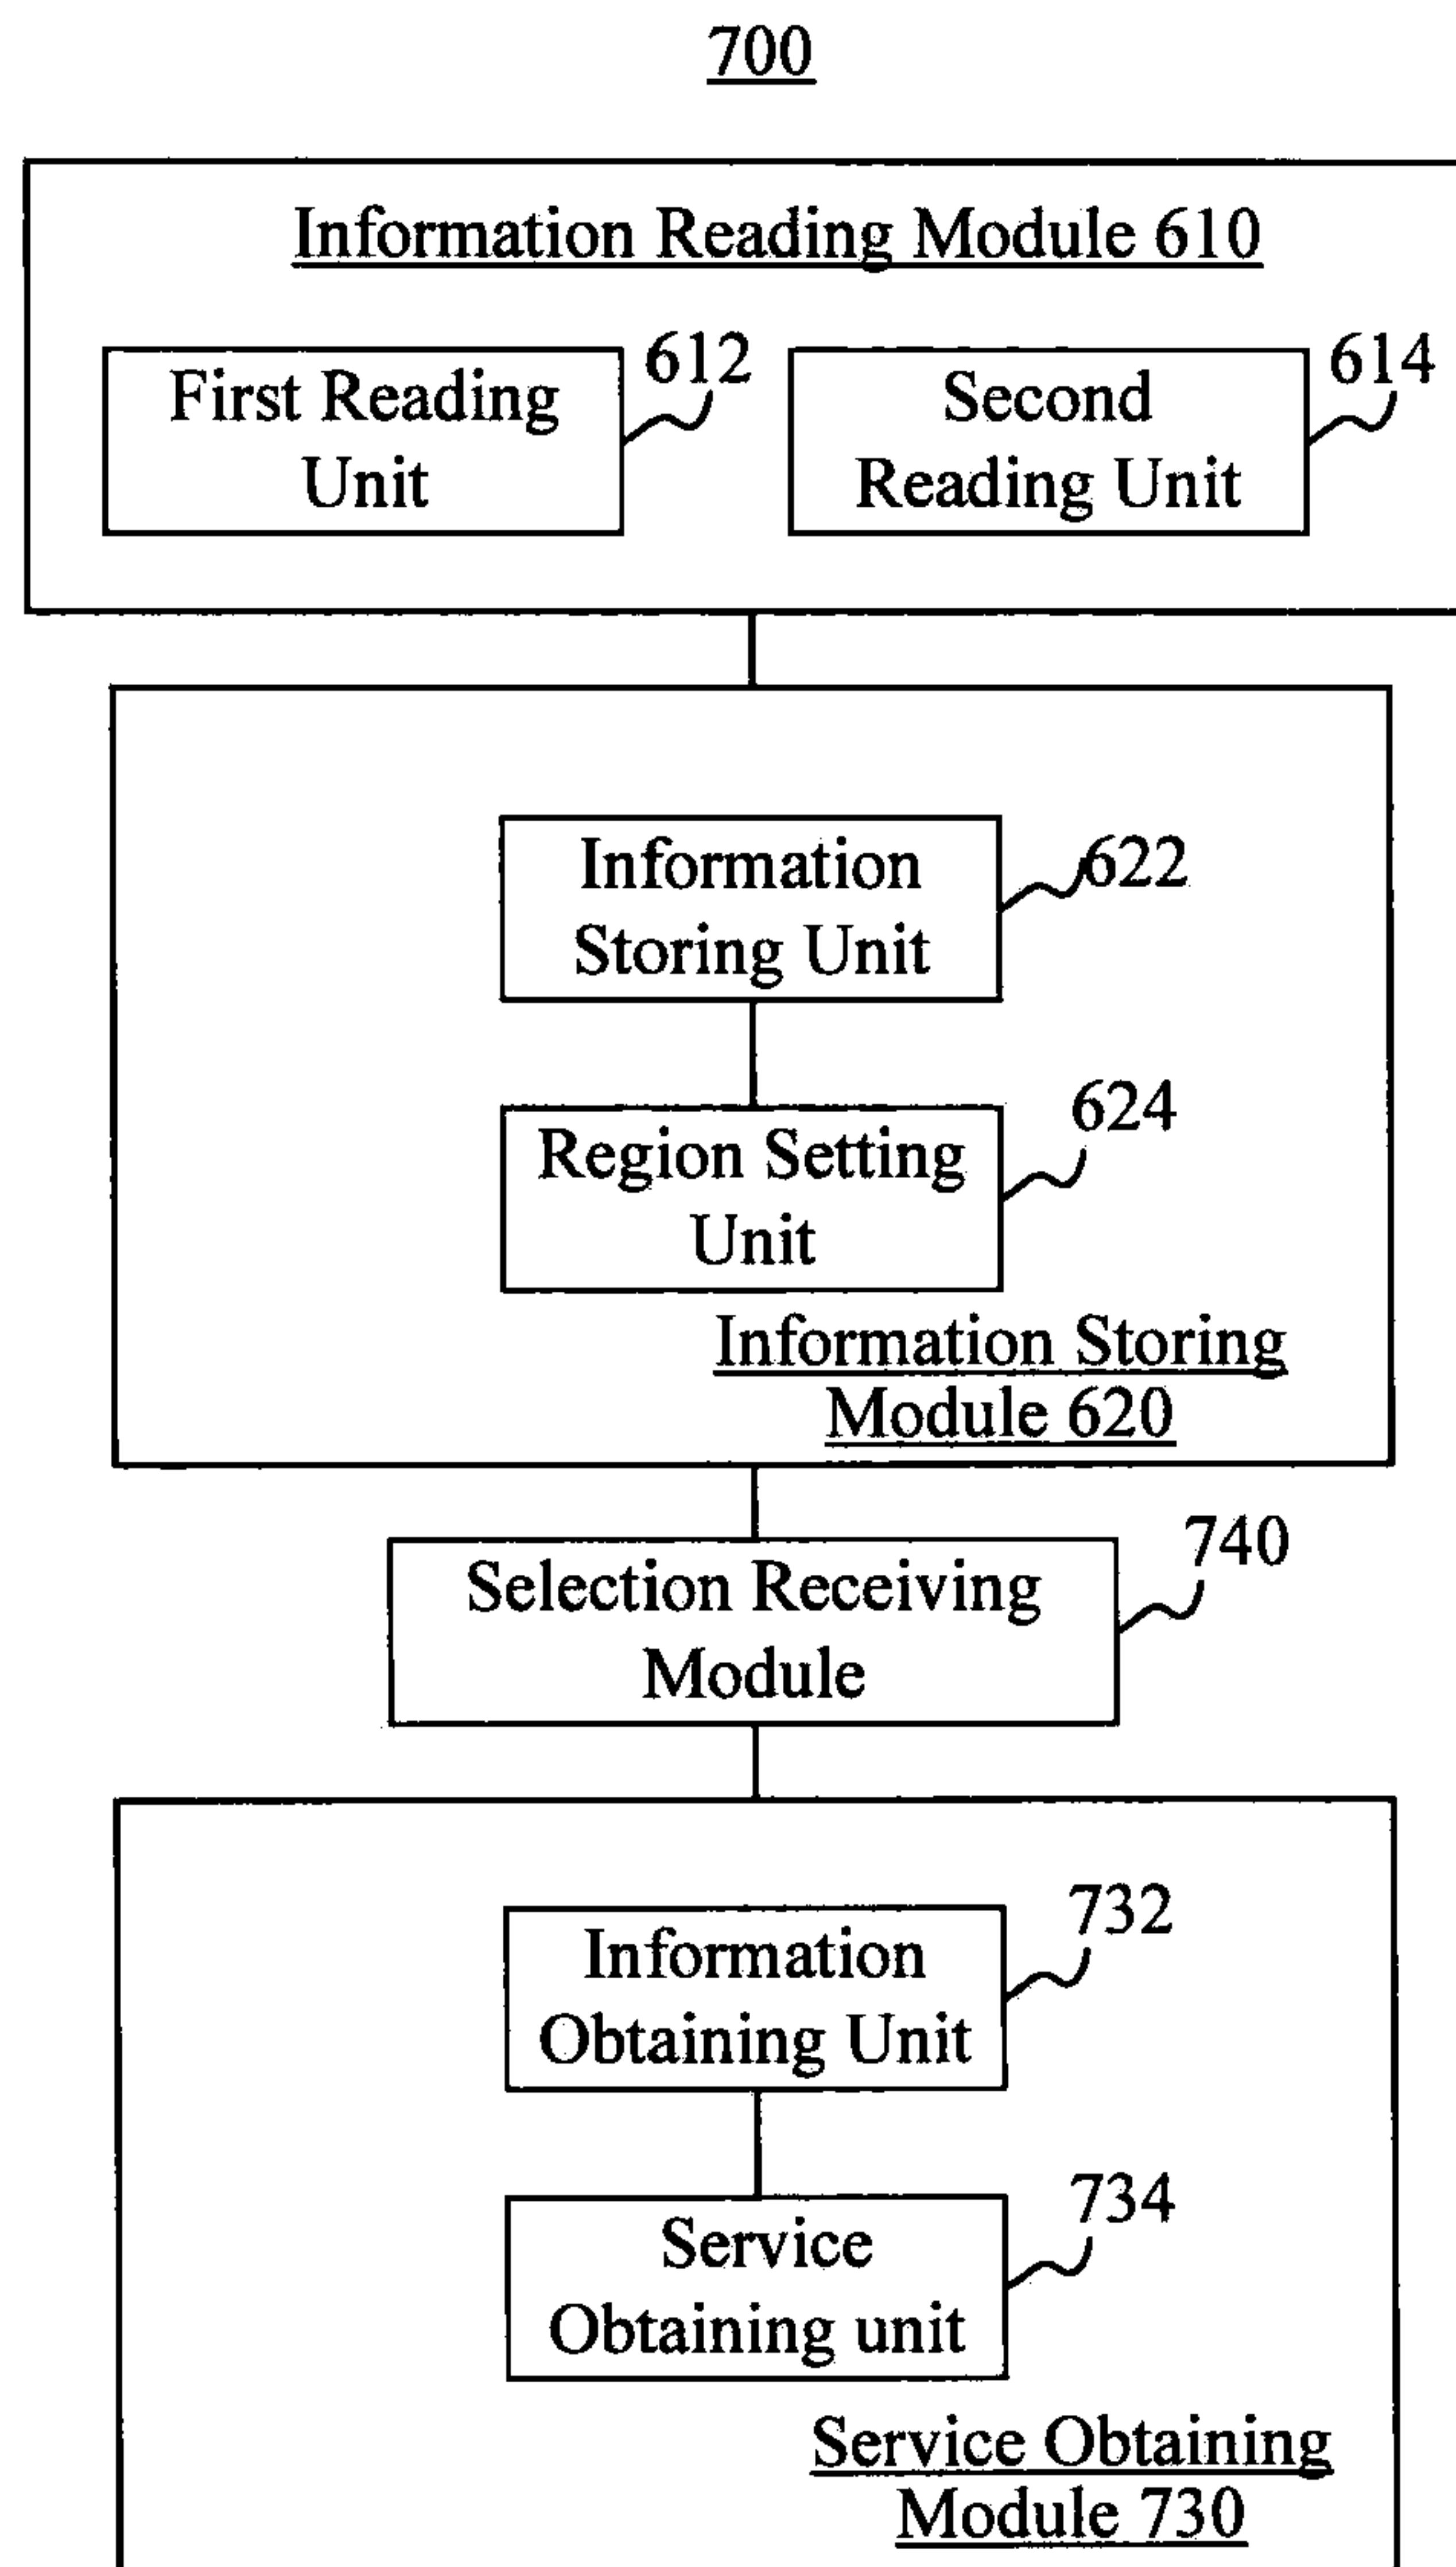 700
Information Reading Module 610
First Reading
Unit
612
Second
Reading Unit
614
Information
Storing Unit
622
Region Setting
Unit
624
Information Storing
Module 620
Selection Receiving
Module
740
Information
Obtaining Unit
732
Service
Obtaining unit
734
Service Obtaining
Module 730